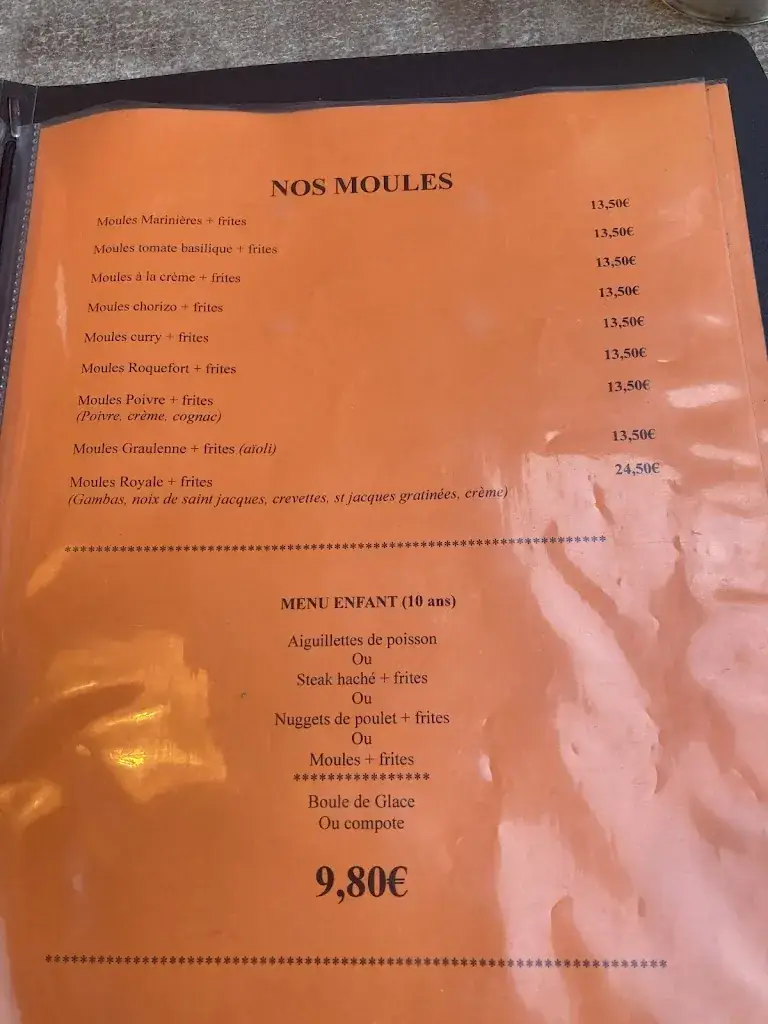 NOS MOULES
Moules Marinières + frites 13,50€
Moules tomate basilique + frites 13,50€
Moules à la crème + frites 13,50€
Moules chorizo + frites 13,50€
Moules curry + frites 13,50€
Moules Roquefort + frites 13,50€
Moules Poivre + frites 13,50€
(Poivre, crème, cognac)
Moules Graulenne + frites (aïoli) 13,50€
Moules Royale + frites 24,50€
(Gambas, noix de saint jacques, crevettes, st jacques gratinées, crème)
**********************************************************************
MENU ENFANT (10 ans)
Aiguillettes de poisson
Ou
Steak haché + frites
Ou
Nuggets de poulet + frites
Ou
Moules + frites
****************
Boule de Glace
Ou compote
9,80€
**********************************************************************